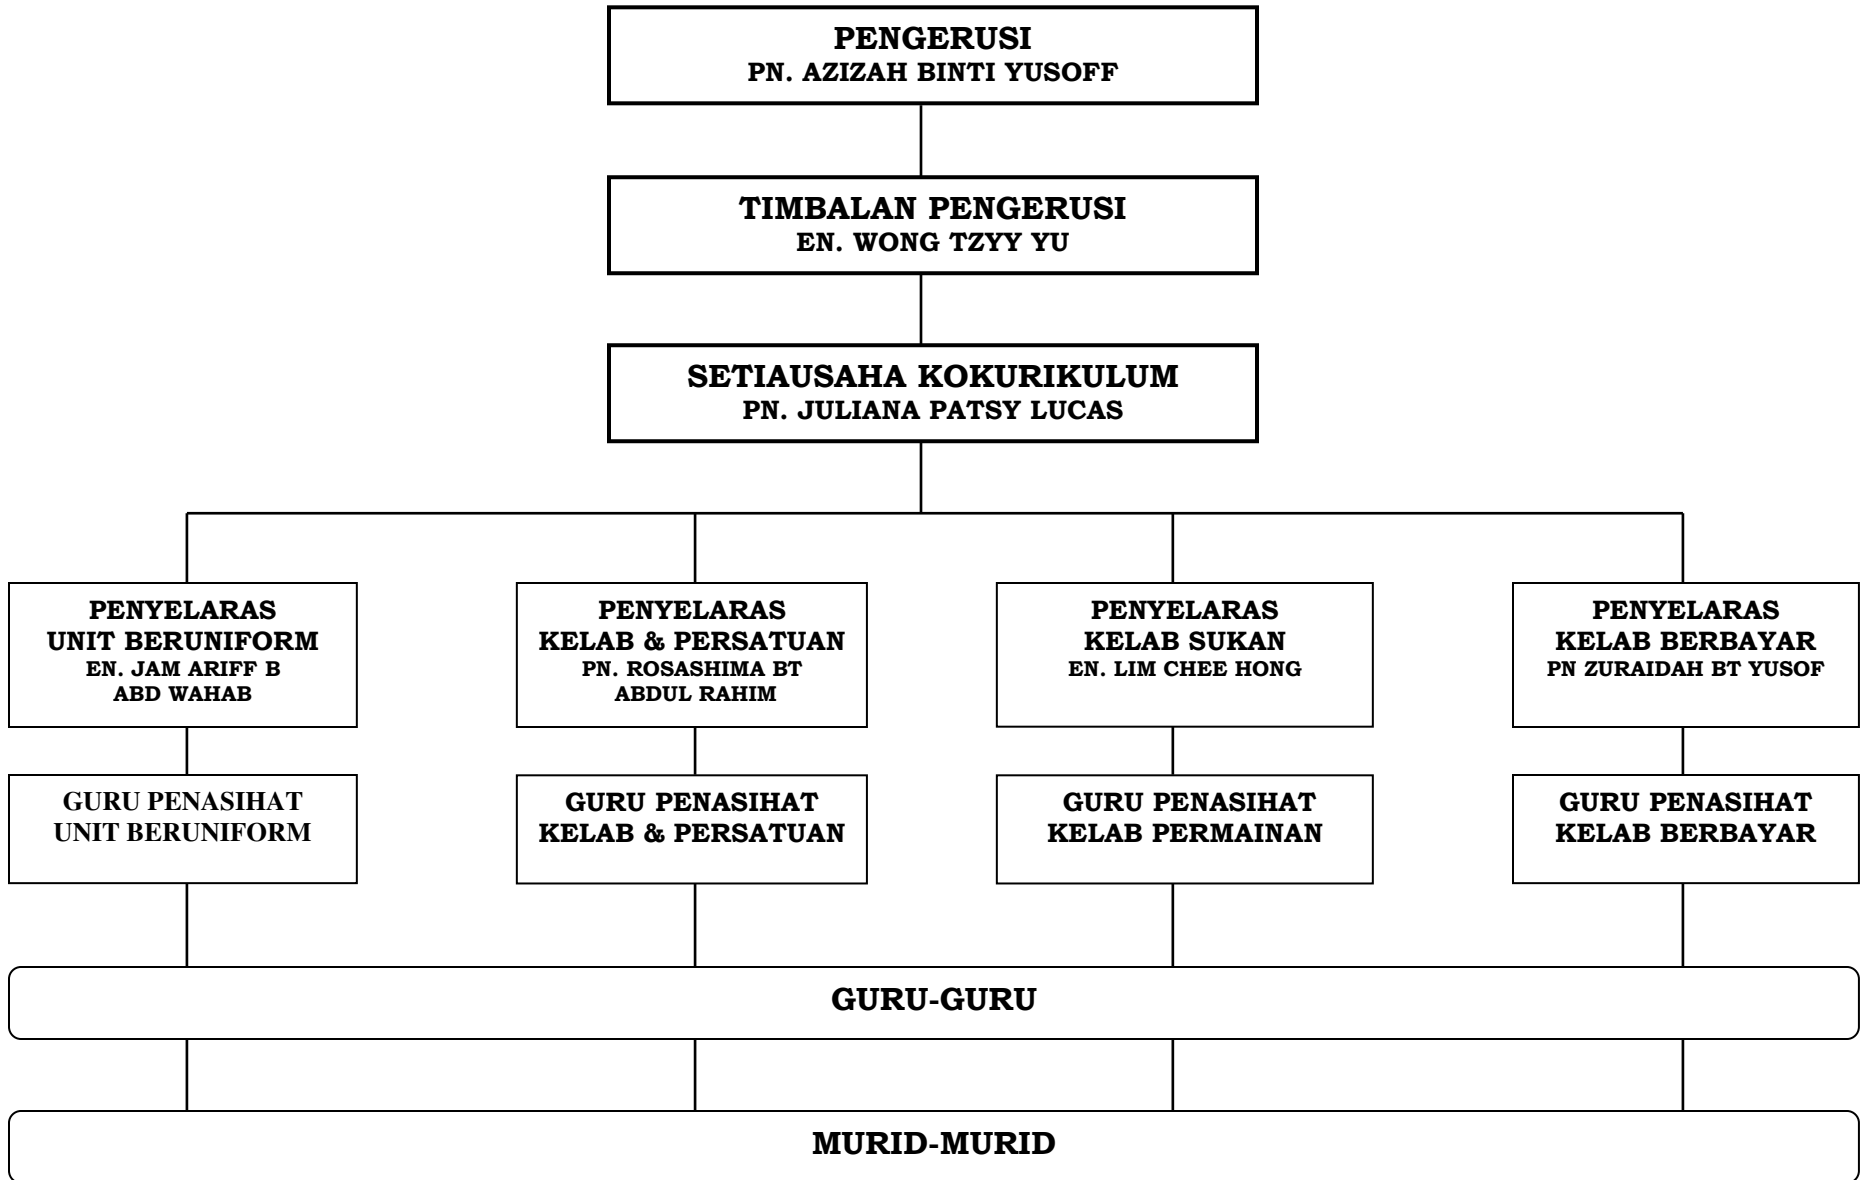 PENGERUSI
PN. AZIZAH BINTI YUSOFF
TIMBALAN PENGERUSI
EN. WONG TZYY YU
SETIAUSAHA KOKURIKULUM
PN. JULIANA PATSY LUCAS
PENYELARAS
UNIT BERUNIFORM
EN. JAM ARIFF B
ABD WAHAB
PENYELARAS
KELAB & PERSATUAN
PN. ROSASHIMA BT
ABDUL RAHIM
PENYELARAS
KELAB SUKAN
EN. LIM CHEE HONG
PENYELARAS
KELAB BERBAYAR
PN ZURAIDAH BT YUSOF
GURU PENASIHAT
UNIT BERUNIFORM
GURU PENASIHAT
KELAB & PERSATUAN
GURU PENASIHAT
KELAB PERMAINAN
GURU PENASIHAT
KELAB BERBAYAR
GURU-GURU
MURID-MURID